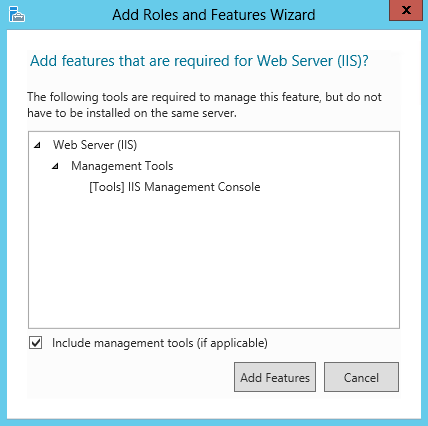 Add Roles and Features Wizard
x
Add features that are required for Web Server (IIS)?
The following tools are required to manage this feature, but do not
have to be installed on the same server.
Web Server (IIS)
Management Tools
[Tools] IIS Management Console
Include management tools (if applicable)
Add Features
Cancel